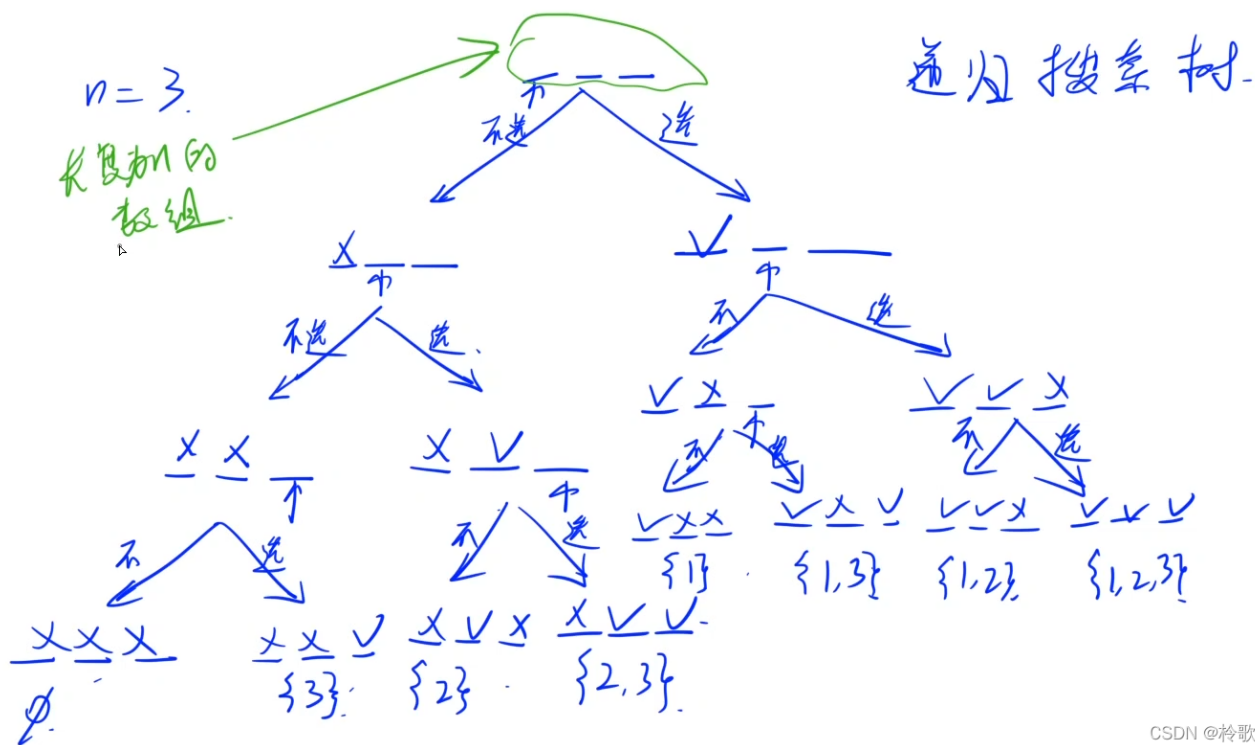 递归搜索树
n=3.
长度为n的
数组.
不选 选
X _ _
V _ _
不选 选.
不 选
V X _
V V X
X X _
X V _
不 选
不 选
不 选
不 选
V X X
V X V
V V X
V V V
{1}.
{1,3}
{1,2}.
{1,2,3}
X X X
X X V
X V X
X V V
∅.
{3}.
{2}.
{2,3}.
CSDN @柃歌